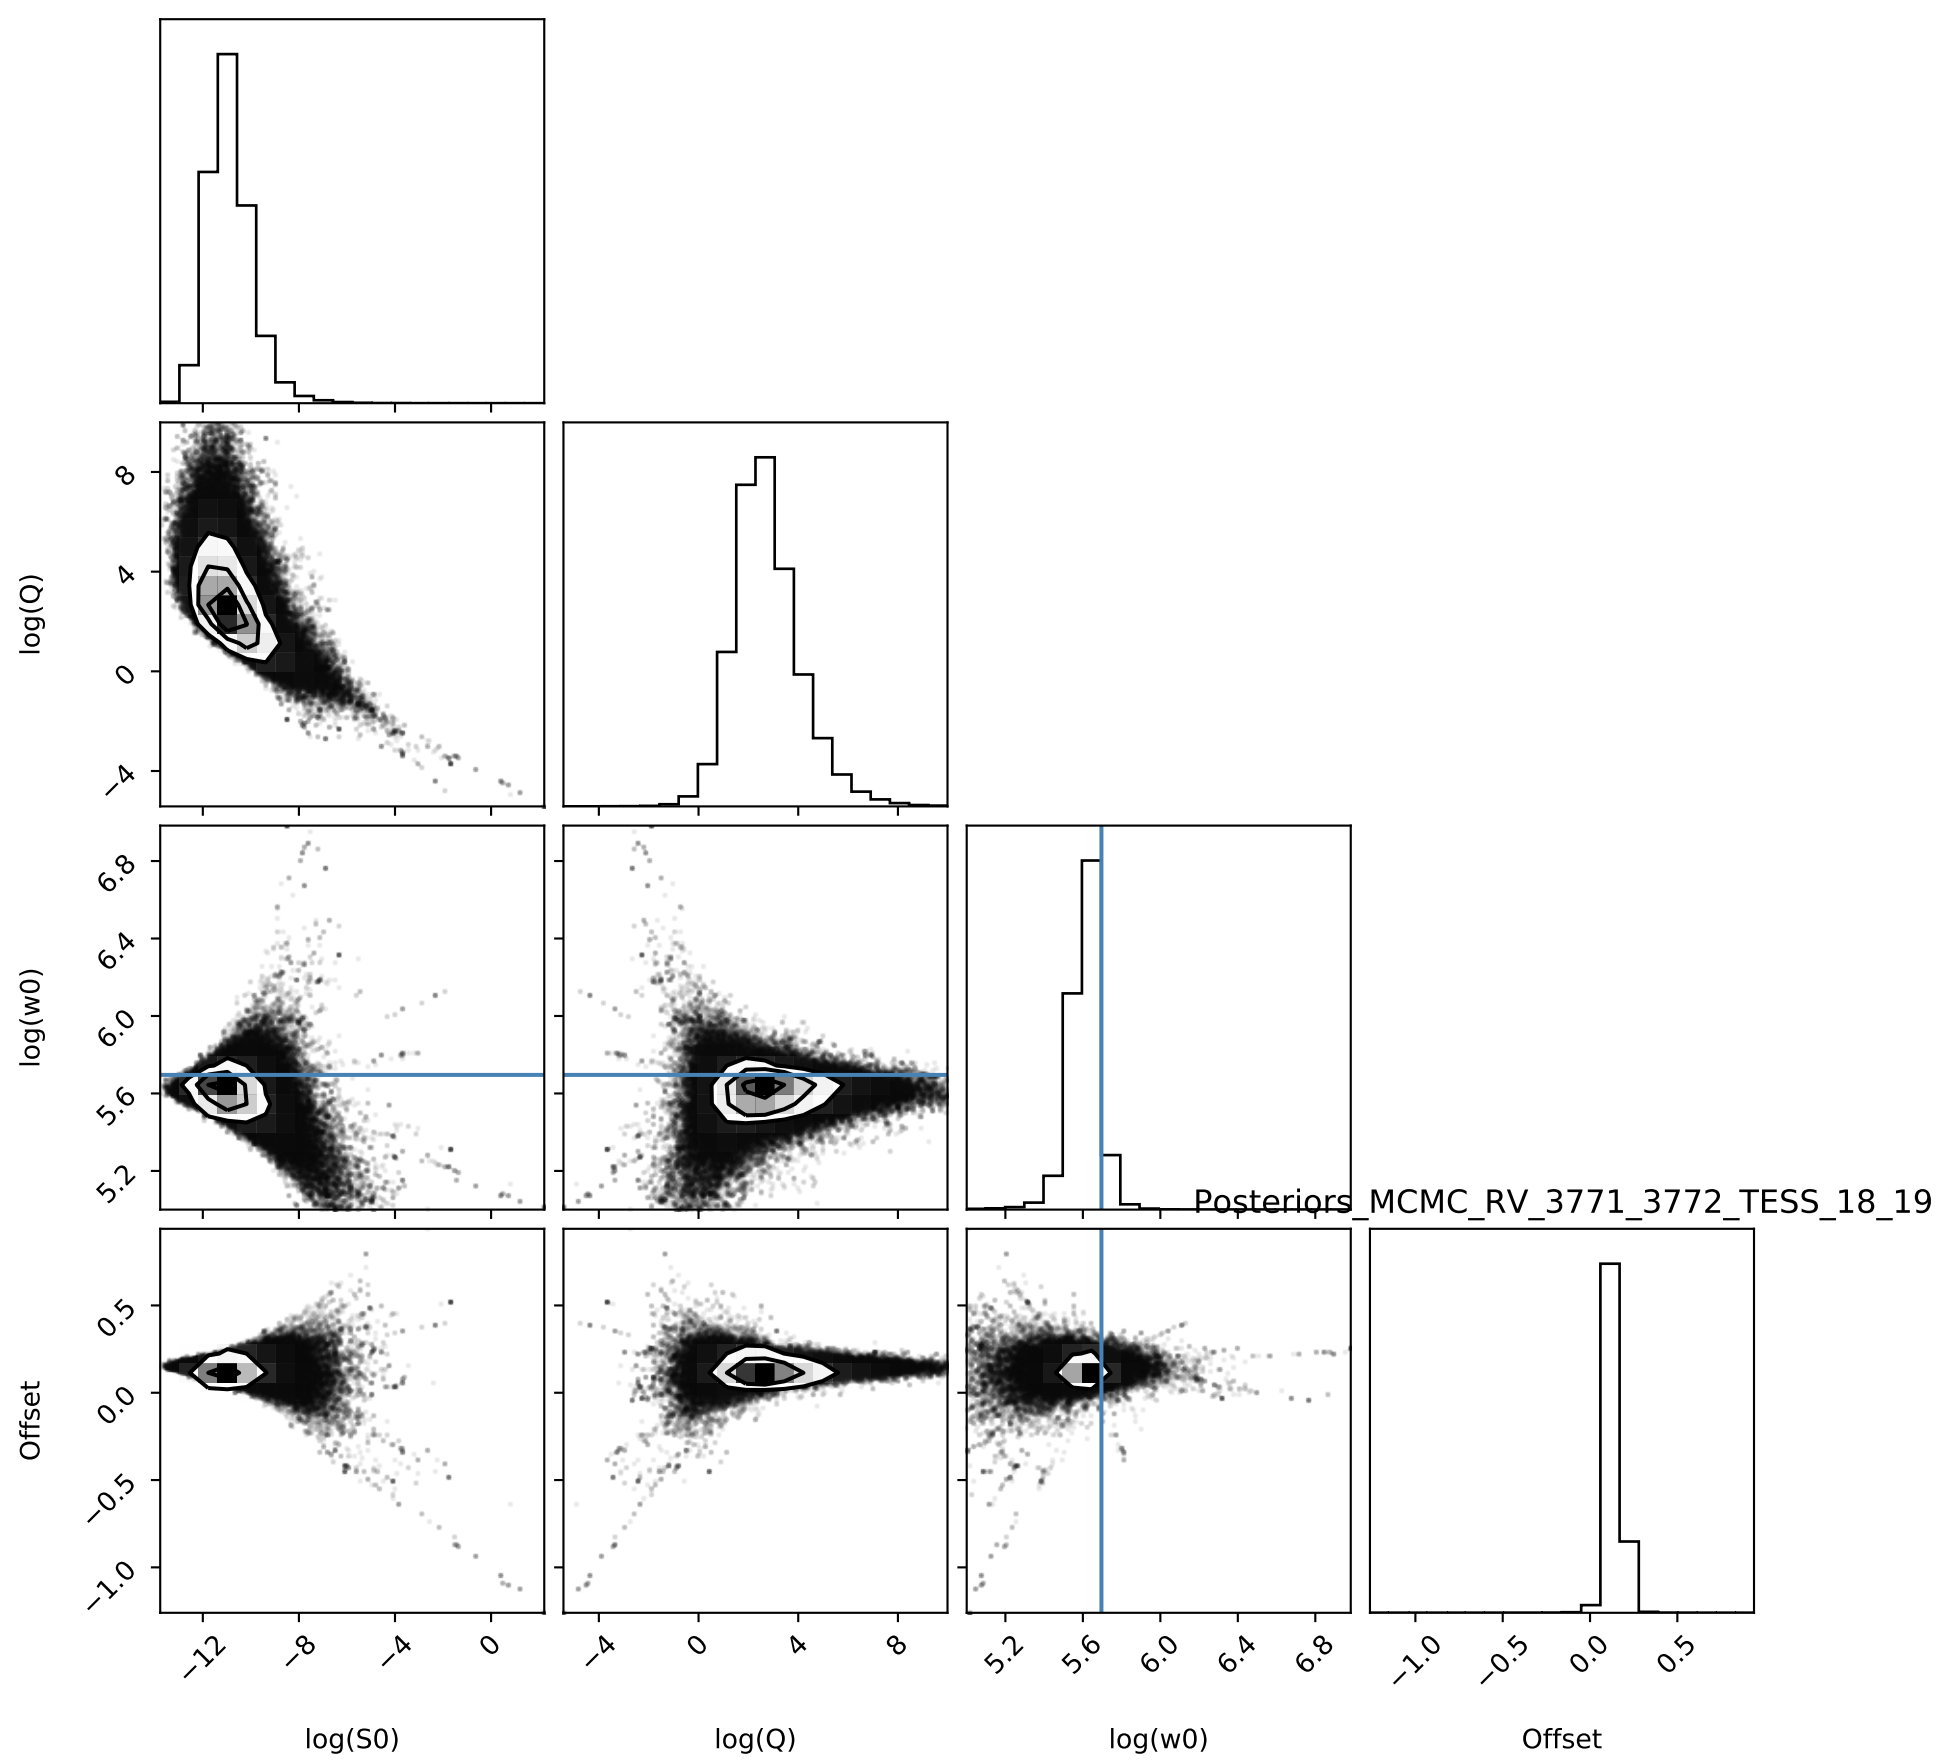 log(Q)
8
4
0
−4
log(w0)
6.8
6.4
6.0
5.6
5.2
Posteriors_MCMC_RV_3771_3772_TESS_18_19
Offset
0.5
0.0
−0.5
−1.0
−12 −8 −4 0
−4 0 4 8
5.2 5.6 6.0 6.4 6.8
−1.0 −0.5 0.0 0.5
log(S0) log(Q) log(w0) Offset